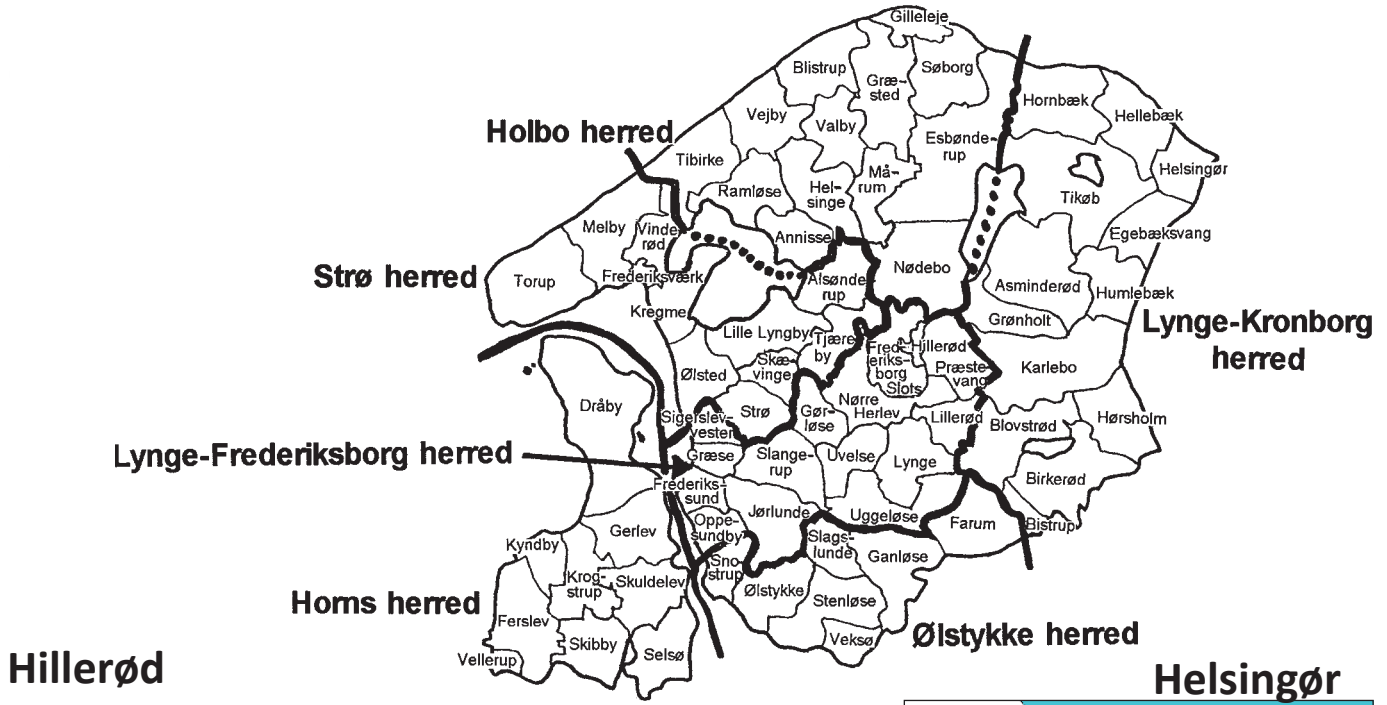 Gilleleje
Blistrup
Græ-
sted
Søborg
Hornbæk
Hellebæk
Vejby
Valby
Esbønde-
rup
Holbo herred
Tibirke
Helsingør
Må-
rum
Ramløse
Hel-
singe
Tikøb
Melby
Vinde
rød
Annisse
Egebæksvang
Strø herred
Torup
Frederiksværk
Alsønde
rup
Nødebo
Asminderød
Humlebæk
Kregme
Grønholt
Lynge-Kronborg
herred
Lille Lyngby
Tjære
by
Fred-
eriks-
borg
Slots
Hillerød
Skæ-
vinge
Præste-
vang
Karlebo
Ølsted
Dråby
Strø
Gør-
løse
Nørre
Herlev
Lillerød
Blovstrød
Hørsholm
Sigerslev-
vester
Lynge-Frederiksborg herred
Græse
Slange-
rup
Uvelse
Lynge
Birkerød
Frederiks-
sund
Jørlunde
Uggeløse
Farum
Bistrup
Oppe-
sundby
Gerlev
Slags-
lunde
Ganløse
Kyndby
Sno-
strup
Krog-
strup
Skuldelev
Ølstykke
Stenløse
Horns herred
Ferslev
Skibby
Veksø
Ølstykke herred
Vellerup
Selsø
Hillerød
Helsingør